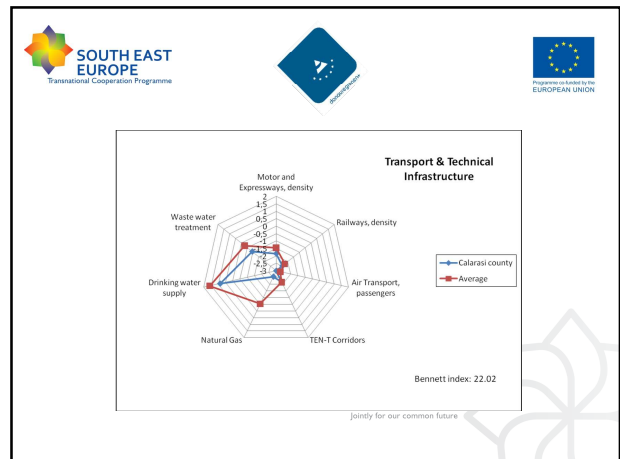 SOUTH EAST
EUROPE
Transnational Cooperation Programme
donauregionen+
Programme co-funded by the
EUROPEAN UNION
Transport & Technical
Infrastructure
Motor and
Expressways, density
Waste water
treatment
Railways, density
2
1,5
1
0,5
0
-0,5
-1
-1,5
-2
-2,5
-3
Drinking water
supply
Air Transport,
passengers
Calarasi county
Average
Natural Gas
TEN-T Corridors
Bennett index: 22.02
Jointly for our common future